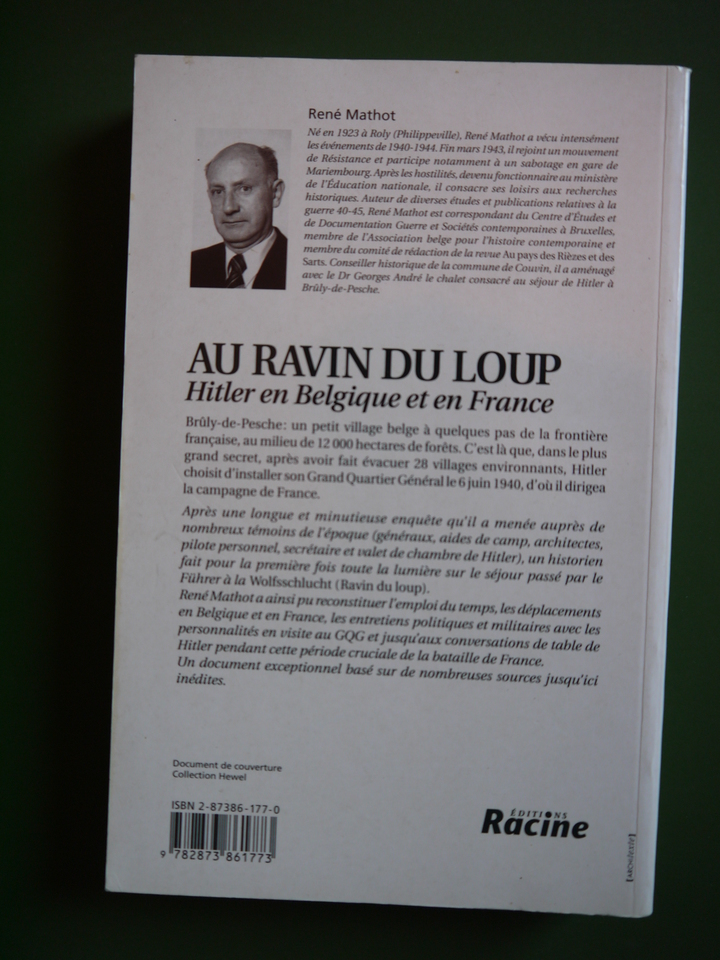 René Mathot
Né en 1923 à Roly (Philippeville), René Mathot a vécu intensément
les événements de 1940-1944. Fin mars 1943, il rejoint un mouvement
de Résistance et participe notamment à un sabotage en gare de
Mariembourg. Après les hostilités, devenu fonctionnaire au ministère
de l'Éducation nationale, il consacre ses loisirs aux recherches
historiques. Auteur de diverses études et publications relatives à la
guerre 40-45, René Mathot est correspondant du Centre d'Études et
de Documentation Guerre et Sociétés contemporaines à Bruxelles,
membre de l'Association belge pour l'histoire contemporaine et
membre du comité de rédaction de la revue Au pays des Rièzes et des
Sarts. Conseiller historique de la commune de Couvin, il a aménagé
avec le Dr Georges André le chalet consacré au séjour de Hitler à
Brûly-de-Pesche.
AU RAVIN DU LOUP
Hitler en Belgique et en France
Brûly-de-Pesche: un petit village belge à quelques pas de la frontière
française, au milieu de 12 000 hectares de forêts. C'est là que, dans le plus
grand secret, après avoir fait évacuer 28 villages environnants, Hitler
choisit d'installer son Grand Quartier Général le 6 juin 1940, d'où il dirigea
la campagne de France.
Après une longue et minutieuse enquête qu'il a menée auprès de
nombreux témoins de l'époque (généraux, aides de camp, architectes,
pilote personnel, secrétaire et valet de chambre de Hitler), un historien
fait pour la première fois toute la lumière sur le séjour passé par le
Führer à la Wolfsschlucht (Ravin du loup).
René Mathot a ainsi pu reconstituer l'emploi du temps, les déplacements
en Belgique et en France, les entretiens politiques et militaires avec les
personnalités en visite au GQG et jusqu'aux conversations de table de
Hitler pendant cette période cruciale de la bataille de France.
Un document exceptionnel basé sur de nombreuses sources jusqu'ici
inédites.
Document de couverture
Collection Hewel
ISBN 2-87386-177-0
9 782873 861773
ÉDITIONS
Racine